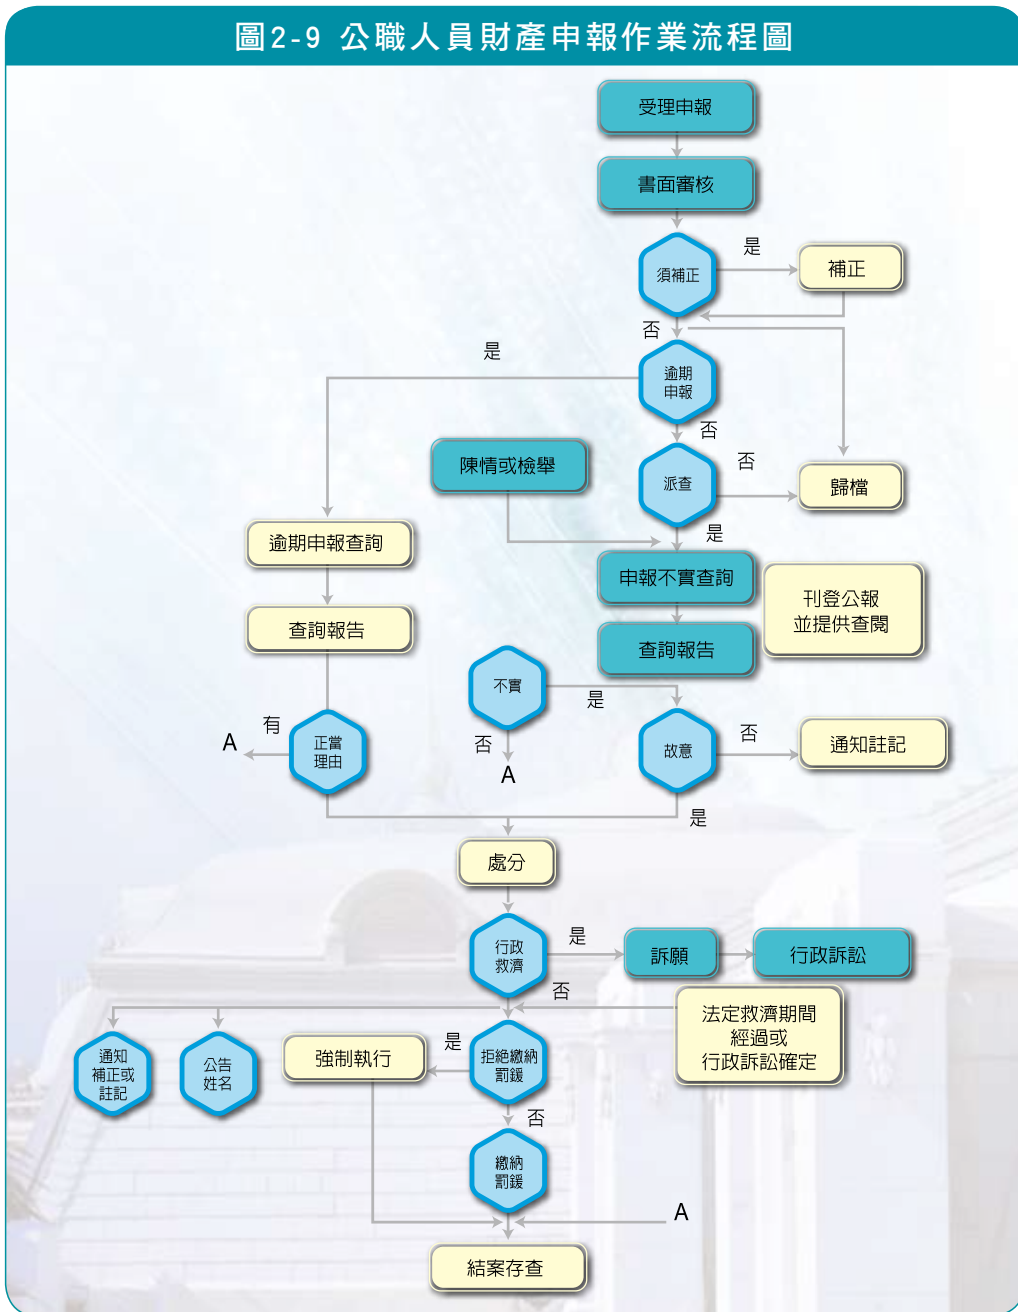 圖2-9 公職人員財產申報作業流程圖
受理申報
書面審核
須補正
是
補正
否
逾期
申報
是
否
陳情或檢舉
派查
否
歸檔
是
逾期申報查詢
申報不實查詢
刊登公報
並提供查閱
查詢報告
查詢報告
不實
是
否
A
有
A
正當
理由
故意
否
通知註記
是
處分
行政
救濟
是
訴願
行政訴訟
否
法定救濟期間
經過或
行政訴訟確定
通知
補正或
註記
公告
姓名
強制執行
是
拒絕繳納
罰鍰
否
繳納
罰鍰
A
結案存查